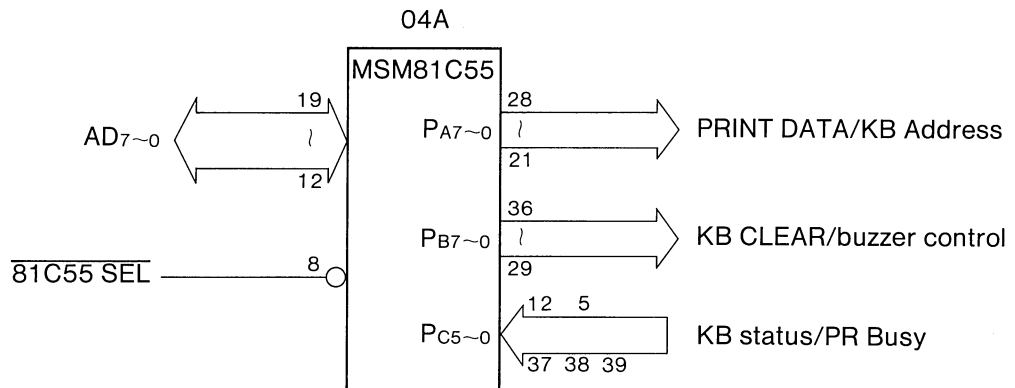 04A
MSM81C55
19
28
AD7~0
~
PA7~0
~
PRINT DATA/KB Address
12
21
36
PB7~0
~
KB CLEAR/buzzer control
81C55 SEL
8
29
12 5
PC5~0
KB status/PR Busy
37 38 39